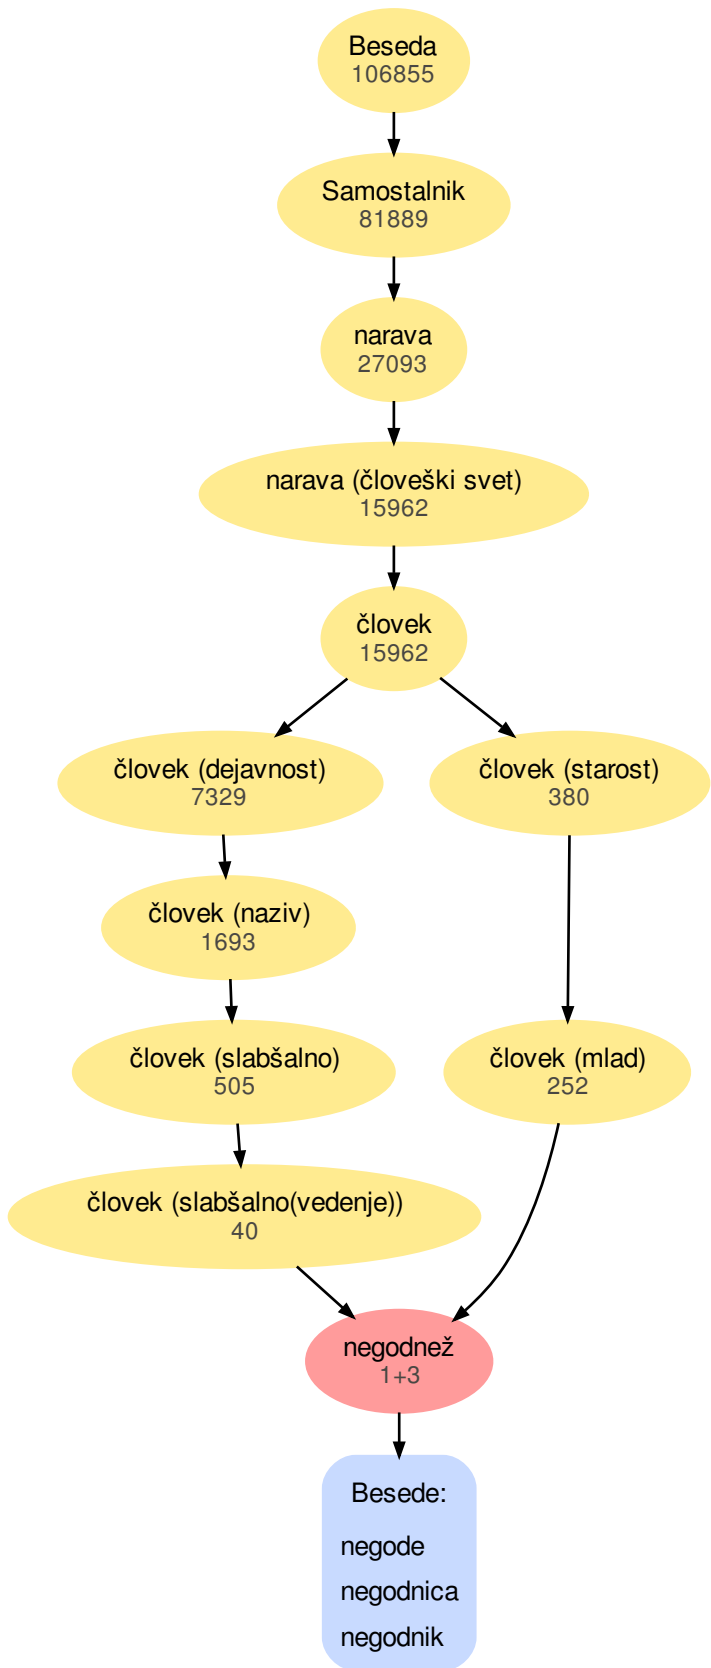 Beseda
106855
Samostalnik
81889
narava
27093
narava (človeški svet)
15962
človek
15962
človek (dejavnost)
7329
človek (starost)
380
človek (naziv)
1693
človek (slabšalno)
505
človek (mlad)
252
človek (slabšalno(vedenje))
40
negodnež
1+3
Besede:
negode
negodnica
negodnik